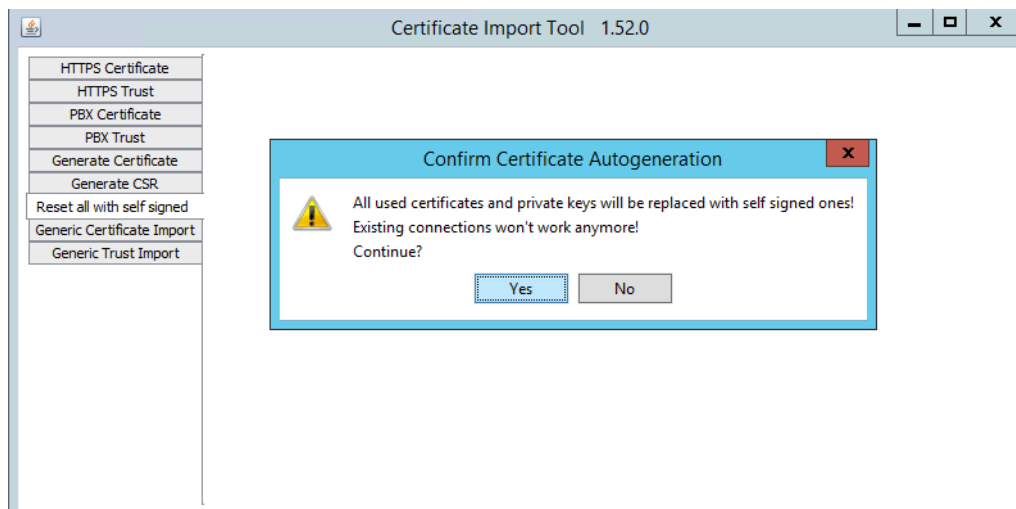 Certificate Import Tool 1.52.0
HTTPS Certificate
HTTPS Trust
PBX Certificate
PBX Trust
Generate Certificate
Generate CSR
Reset all with self signed
Generic Certificate Import
Generic Trust Import
Confirm Certificate Autogeneration
All used certificates and private keys will be replaced with self signed ones!
Existing connections won't work anymore!
Continue?
Yes No